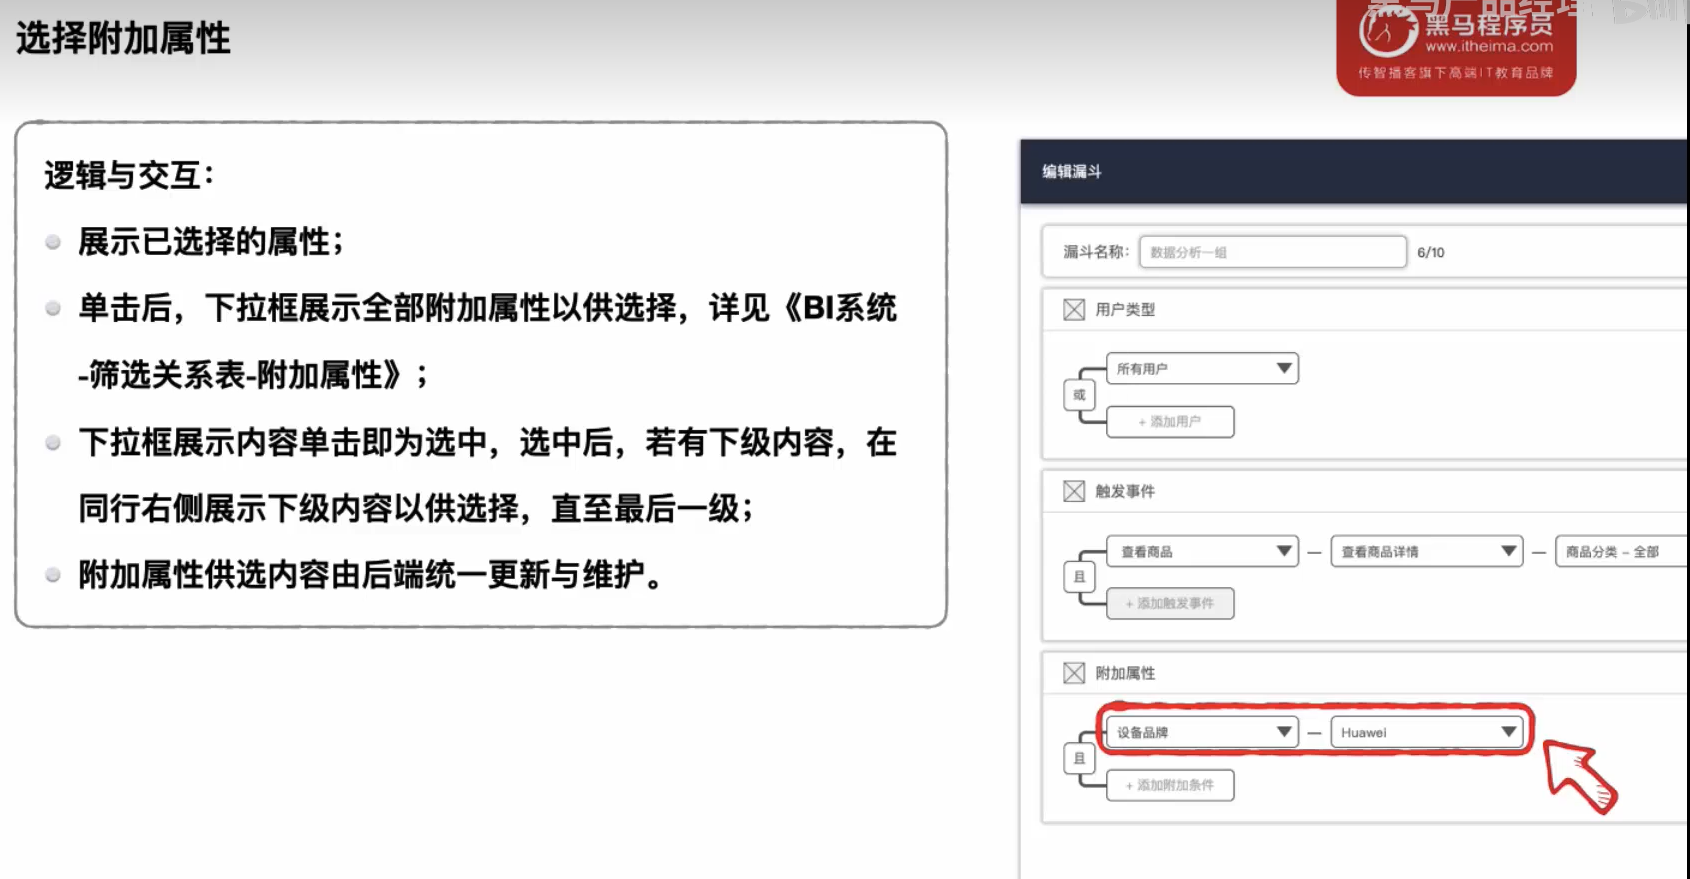 选择附加属性
黑马程序员
www.itheima.com
传智播客旗下高端IT教育品牌
逻辑与交互：
展示已选择的属性；
单击后，下拉框展示全部附加属性以供选择，详见《BI系统
-筛选关系表-附加属性》；
下拉框展示内容单击即为选中，选中后，若有下级内容，在
同行右侧展示下级内容以供选择，直至最后一级；
附加属性供选内容由后端统一更新与维护。
编辑漏斗
漏斗名称： 数据分析一组 6/10
用户类型
所有用户
或
+ 添加用户
触发事件
查看商品 — 查看商品详情 — 商品分类 – 全部
且
+ 添加触发事件
附加属性
设备品牌 — Huawei
且
+ 添加附加条件